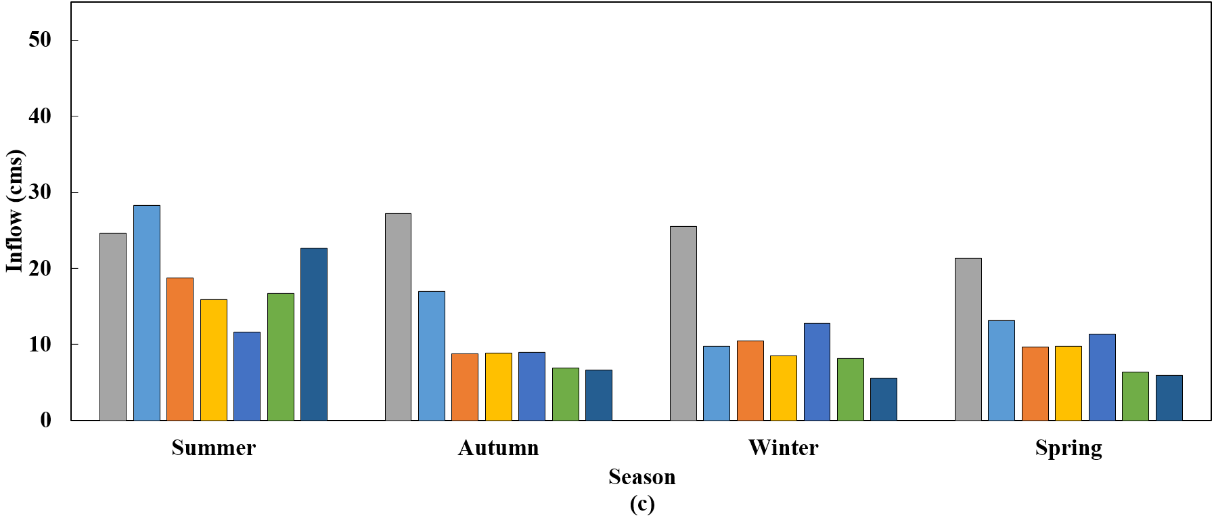 50
40
30
20
10
0
Inflow (cms)
Summer
Autumn
Winter
Spring
Season
(c)